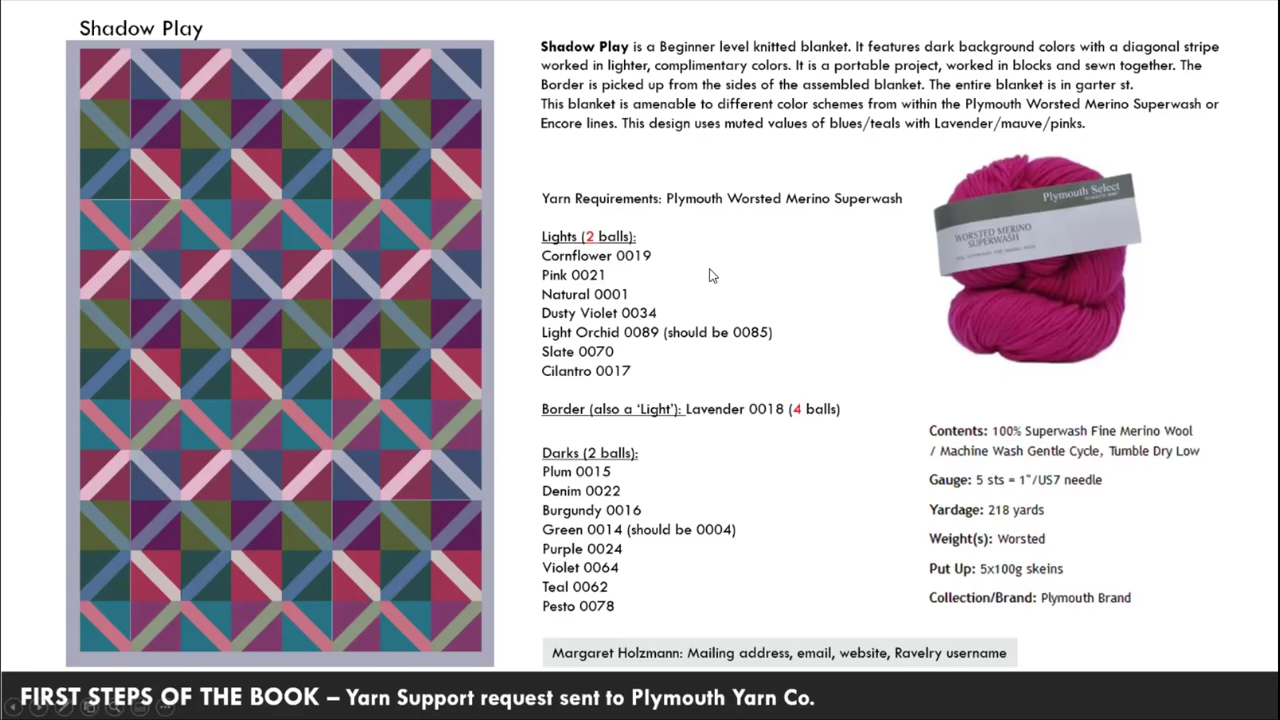 Shadow Play
Shadow Play is a Beginner level knitted blanket. It features dark background colors with a diagonal stripe
worked in lighter, complimentary colors. It is a portable project, worked in blocks and sewn together. The
Border is picked up from the sides of the assembled blanket. The entire blanket is in garter st.
This blanket is amenable to different color schemes from within the Plymouth Worsted Merino Superwash or
Encore lines. This design uses muted values of blues/teals with Lavender/mauve/pinks.
Yarn Requirements: Plymouth Worsted Merino Superwash
Lights (2 balls):
Cornflower 0019
Pink 0021
Natural 0001
Dusty Violet 0034
Light Orchid 0089 (should be 0085)
Slate 0070
Cilantro 0017
Border (also a ‘Light’): Lavender 0018 (4 balls)
Darks (2 balls):
Plum 0015
Denim 0022
Burgundy 0016
Green 0014 (should be 0004)
Purple 0024
Violet 0064
Teal 0062
Pesto 0078
Plymouth Select
WORSTED MERINO
SUPERWASH
Contents: 100% Superwash Fine Merino Wool
/ Machine Wash Gentle Cycle, Tumble Dry Low
Gauge: 5 sts = 1"/US7 needle
Yardage: 218 yards
Weight(s): Worsted
Put Up: 5x100g skeins
Collection/Brand: Plymouth Brand
Margaret Holzmann: Mailing address, email, website, Ravelry username
FIRST STEPS OF THE BOOK – Yarn Support request sent to Plymouth Yarn Co.